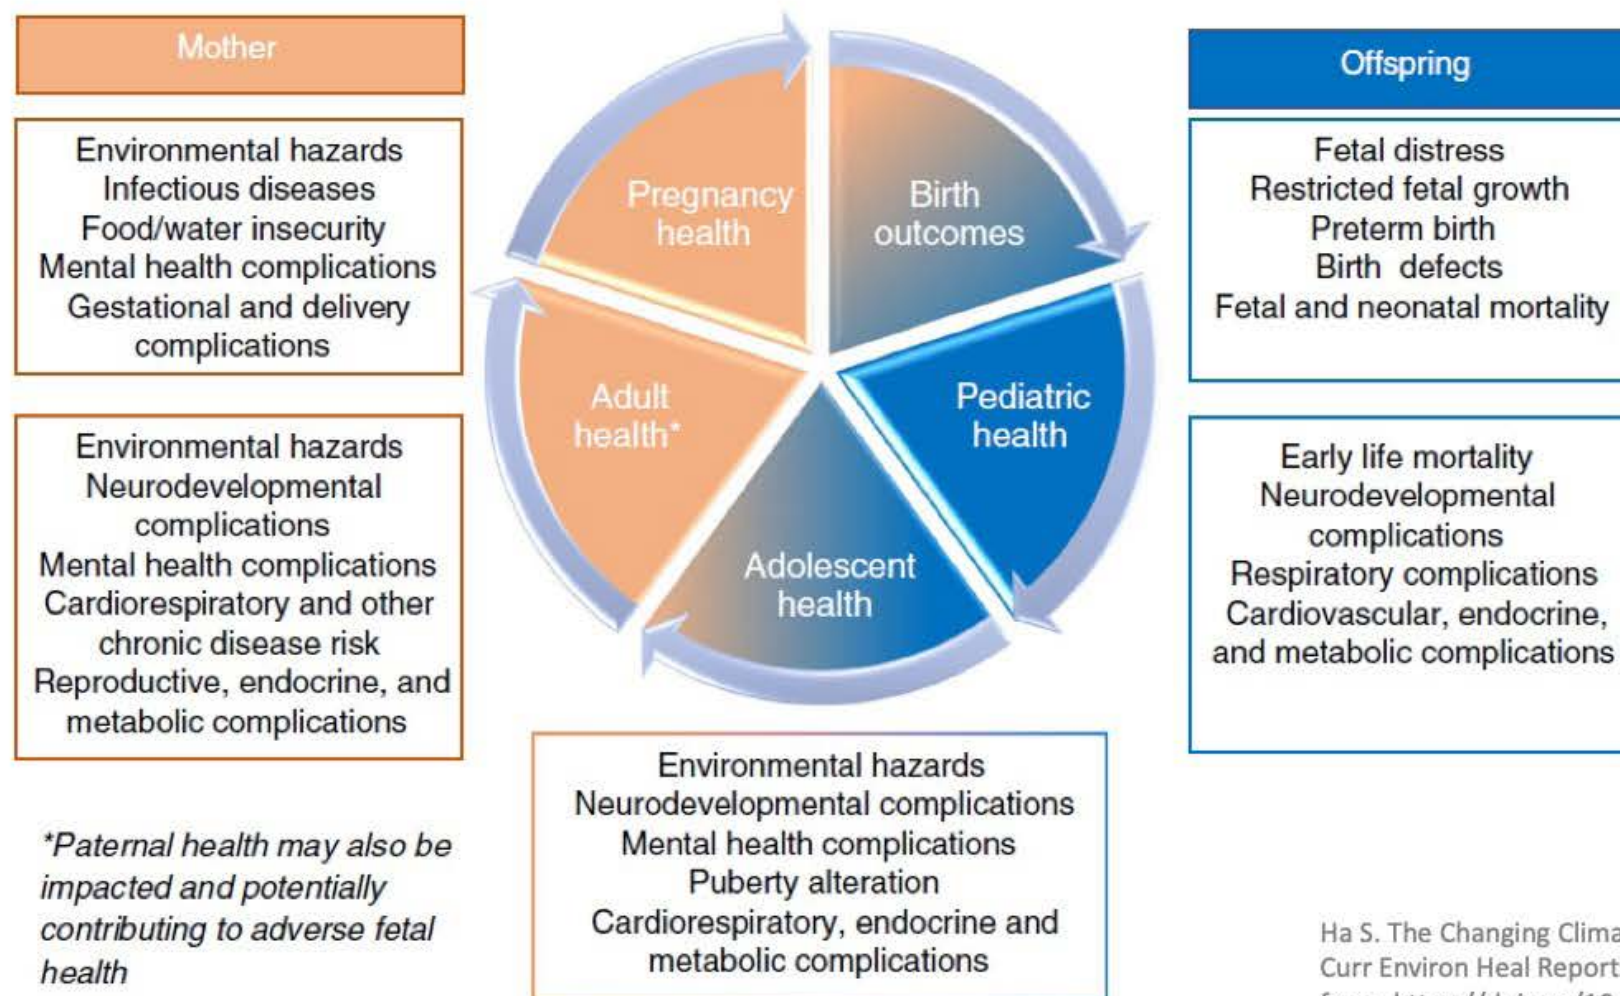 Mother
Environmental hazards
Infectious diseases
Food/water insecurity
Mental health complications
Gestational and delivery
complications
Environmental hazards
Neurodevelopmental
complications
Mental health complications
Cardiorespiratory and other
chronic disease risk
Reproductive, endocrine, and
metabolic complications
*Paternal health may also be
impacted and potentially
contributing to adverse fetal
health
Pregnancy
health
Birth
outcomes
Adult
health*
Pediatric
health
Adolescent
health
Environmental hazards
Neurodevelopmental complications
Mental health complications
Puberty alteration
Cardiorespiratory, endocrine and
metabolic complications
Offspring
Fetal distress
Restricted fetal growth
Preterm birth
Birth defects
Fetal and neonatal mortality
Early life mortality
Neurodevelopmental
complications
Respiratory complications
Cardiovascular, endocrine,
and metabolic complications
Ha S. The Changing Clima
Curr Environ Heal Report